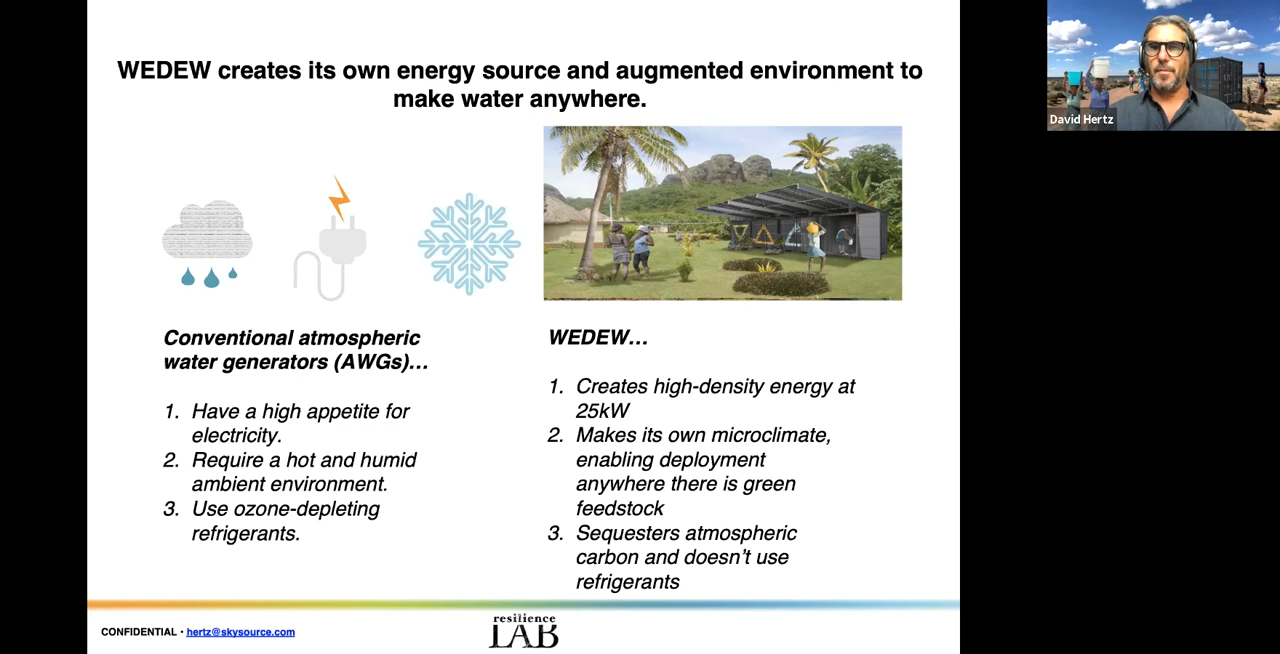 WEDEW creates its own energy source and augmented environment to
make water anywhere.
David Hertz
Conventional atmospheric
water generators (AWGs)…
1. Have a high appetite for
electricity.
2. Require a hot and humid
ambient environment.
3. Use ozone-depleting
refrigerants.
WEDEW…
1. Creates high-density energy at
25kW
2. Makes its own microclimate,
enabling deployment
anywhere there is green
feedstock
3. Sequesters atmospheric
carbon and doesn’t use
refrigerants
CONFIDENTIAL · hertz@skysource.com
resilience
LAB